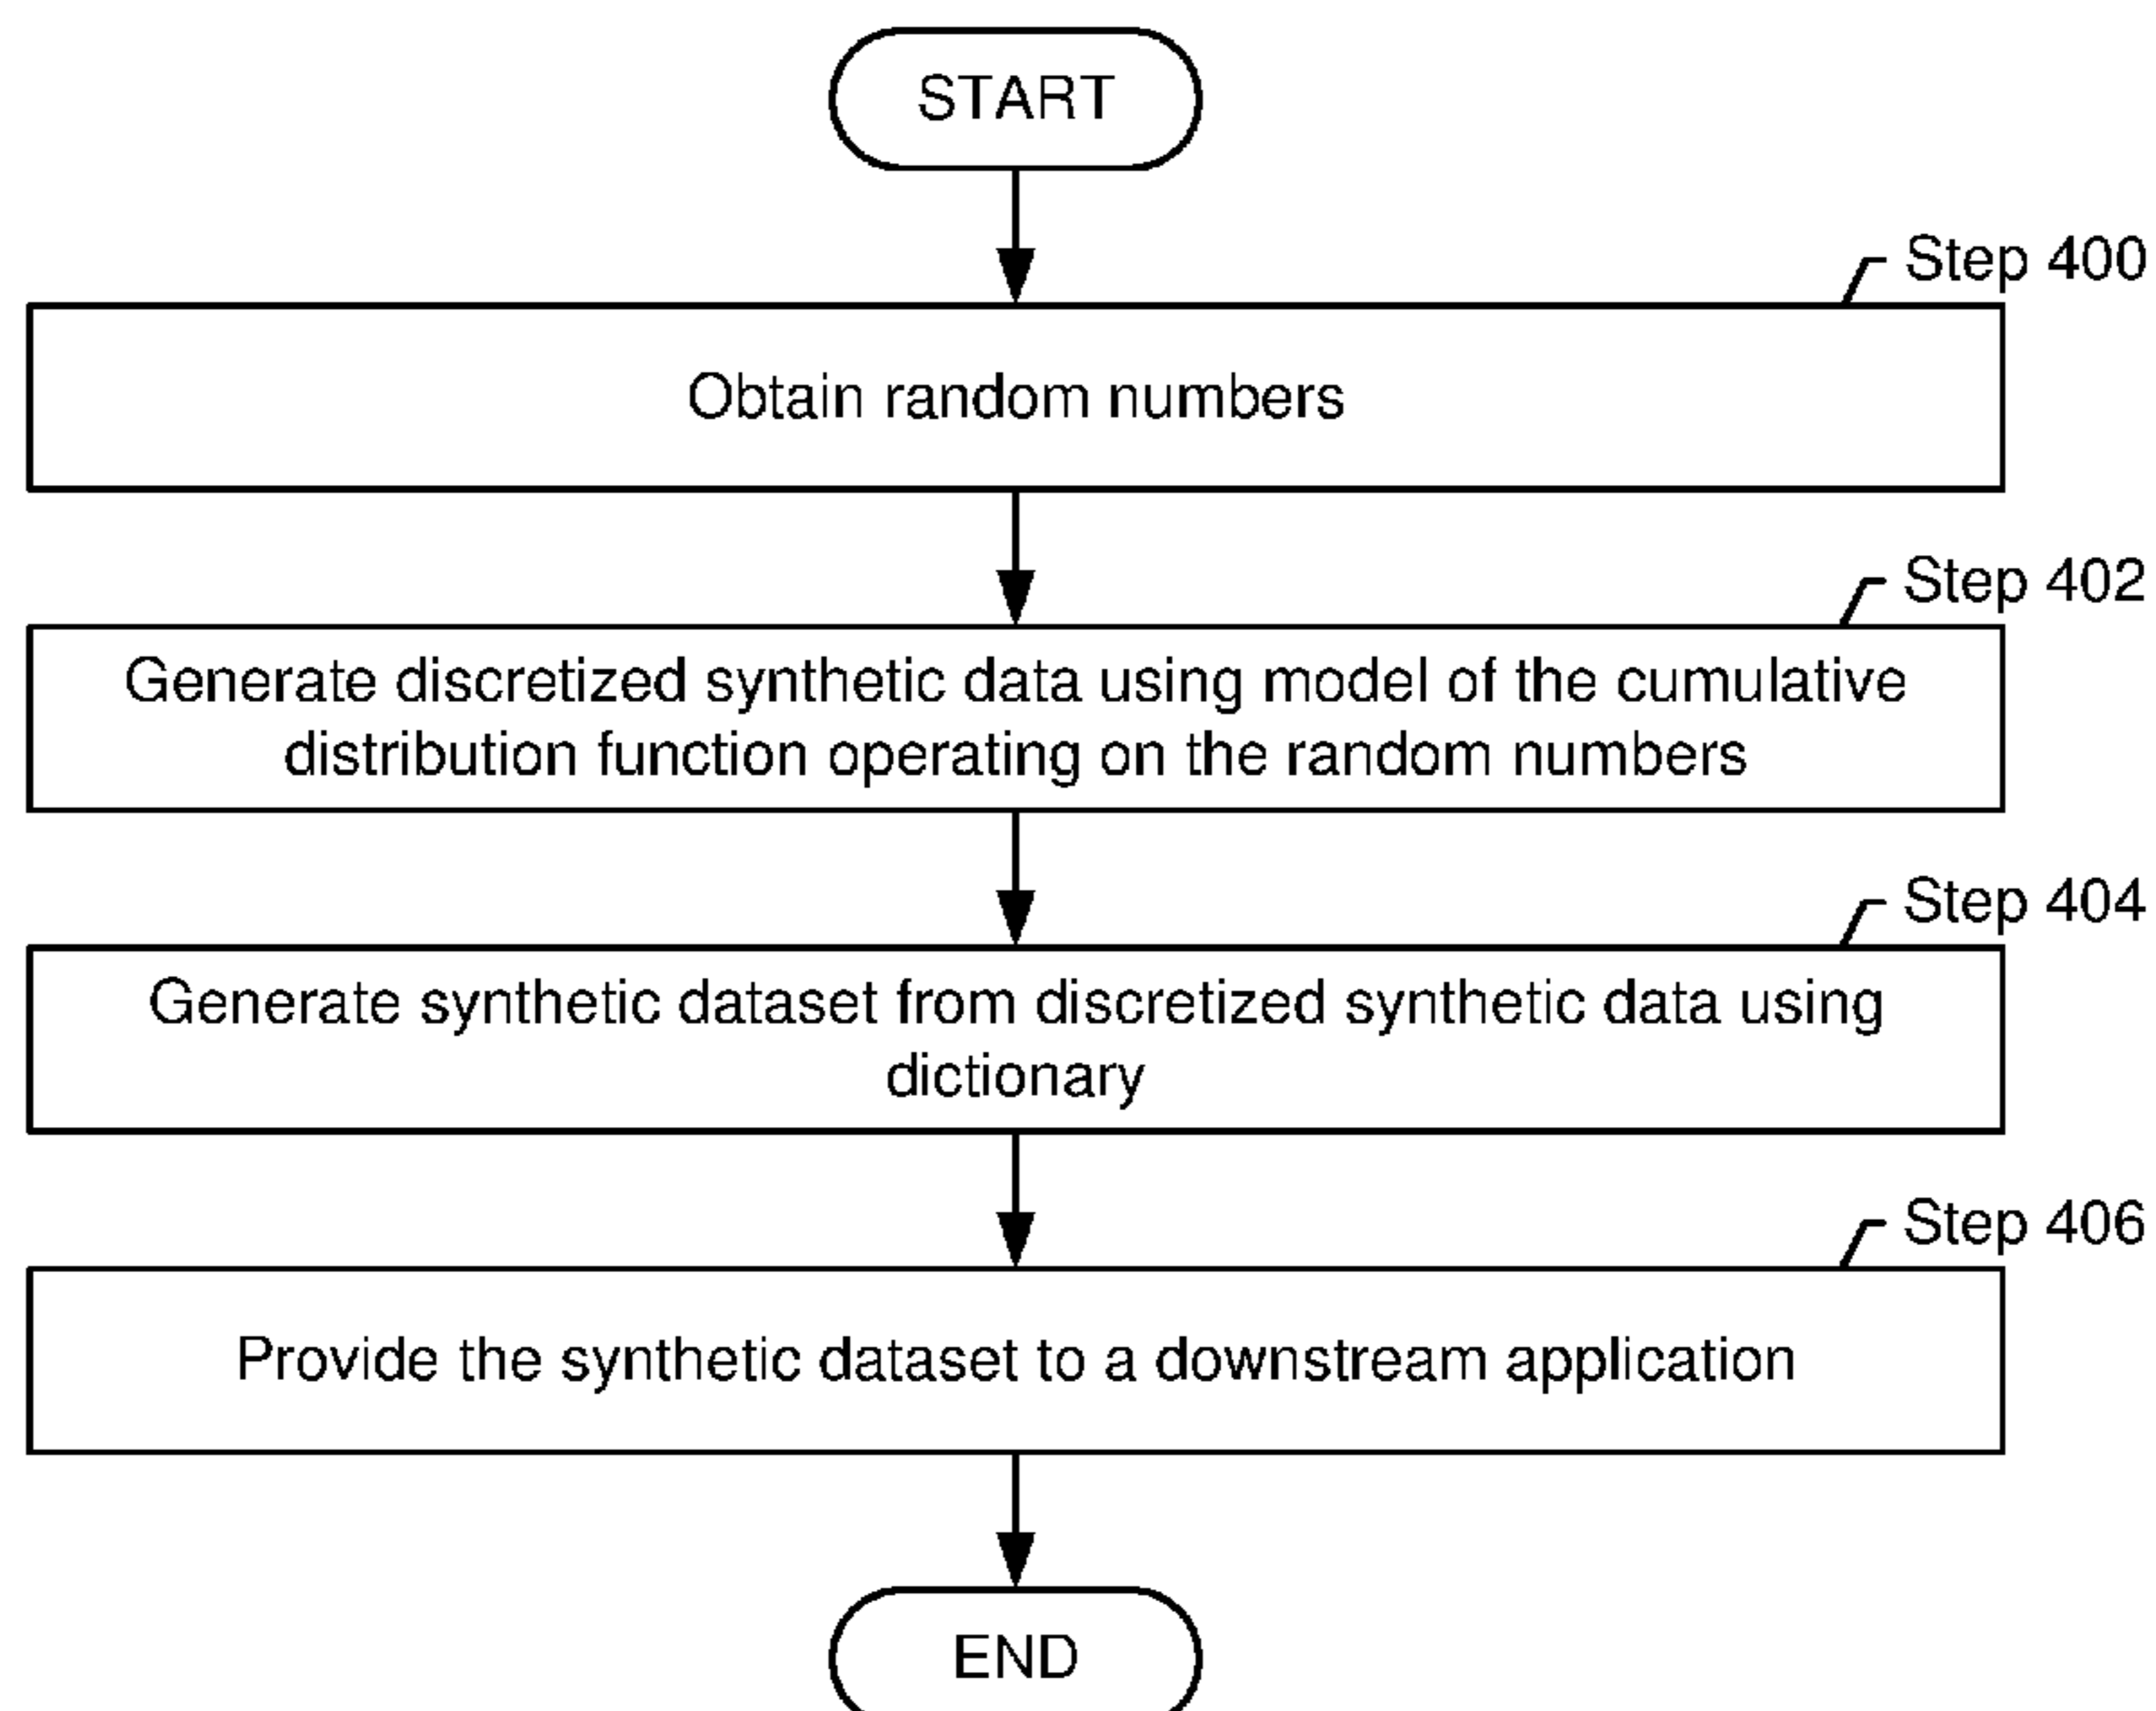 START
Step 400
Obtain random numbers
Step 402
Generate discretized synthetic data using model of the cumulative
distribution function operating on the random numbers
Step 404
Generate synthetic dataset from discretized synthetic data using
dictionary
Step 406
Provide the synthetic dataset to a downstream application
END